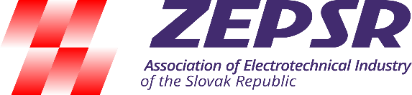 ZEPSR
Association of Electrotechnical Industry
of the Slovak Republic